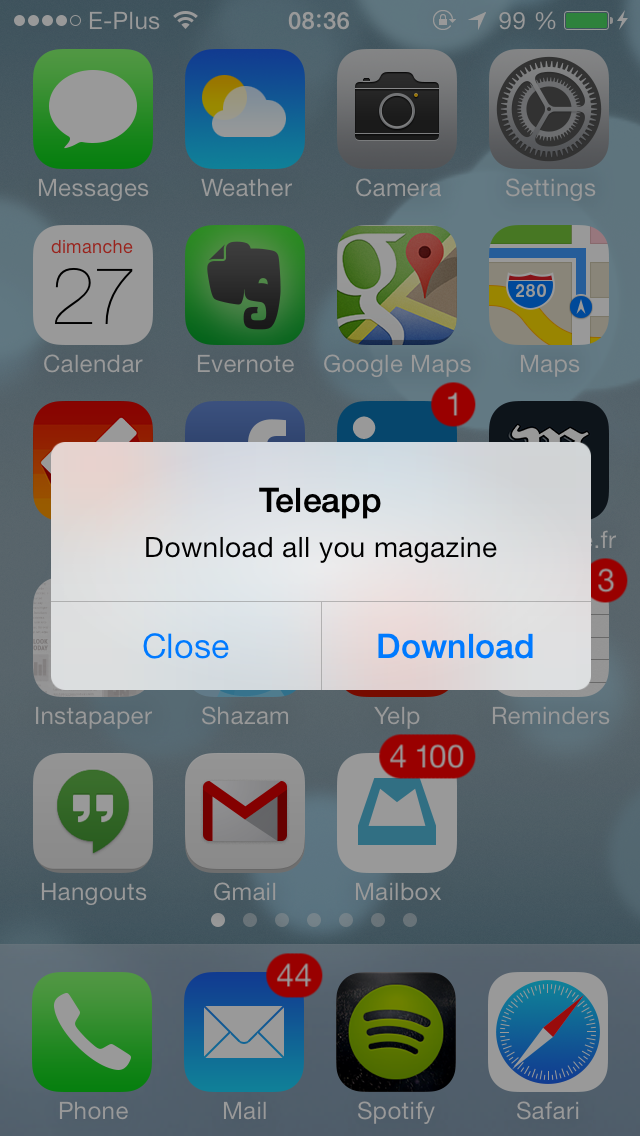 E-Plus 08:36 99 %
Messages Weather Camera Settings
dimanche
27
280
Calendar Evernote Google Maps Maps
1
Teleapp
Download all you magazine
e.fr
3
Close Download
Instapaper Shazam Yelp Reminders
4 100
Hangouts Gmail Mailbox
44
Phone Mail Spotify Safari